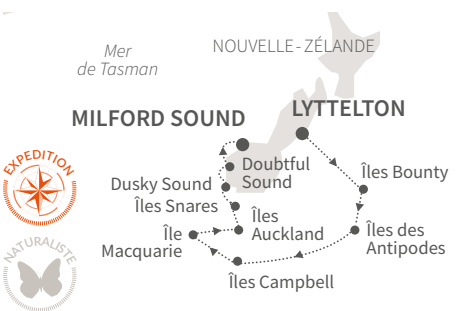 Mer
de Tasman
NOUVELLE-ZÉLANDE
MILFORD SOUND
LYTTELTON
EXPEDITION
Doubtful
Sound
Îles Bounty
Dusky Sound
Îles Snares
NATURALISTE
Îles
Auckland
Îles des
Antipodes
Île
Macquarie
Îles Campbell